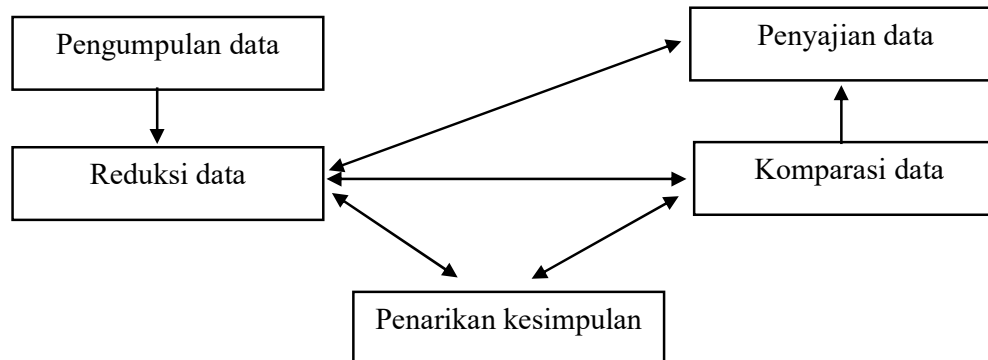 Pengumpulan data
Penyajian data
Reduksi data
Komparasi data
Penarikan kesimpulan